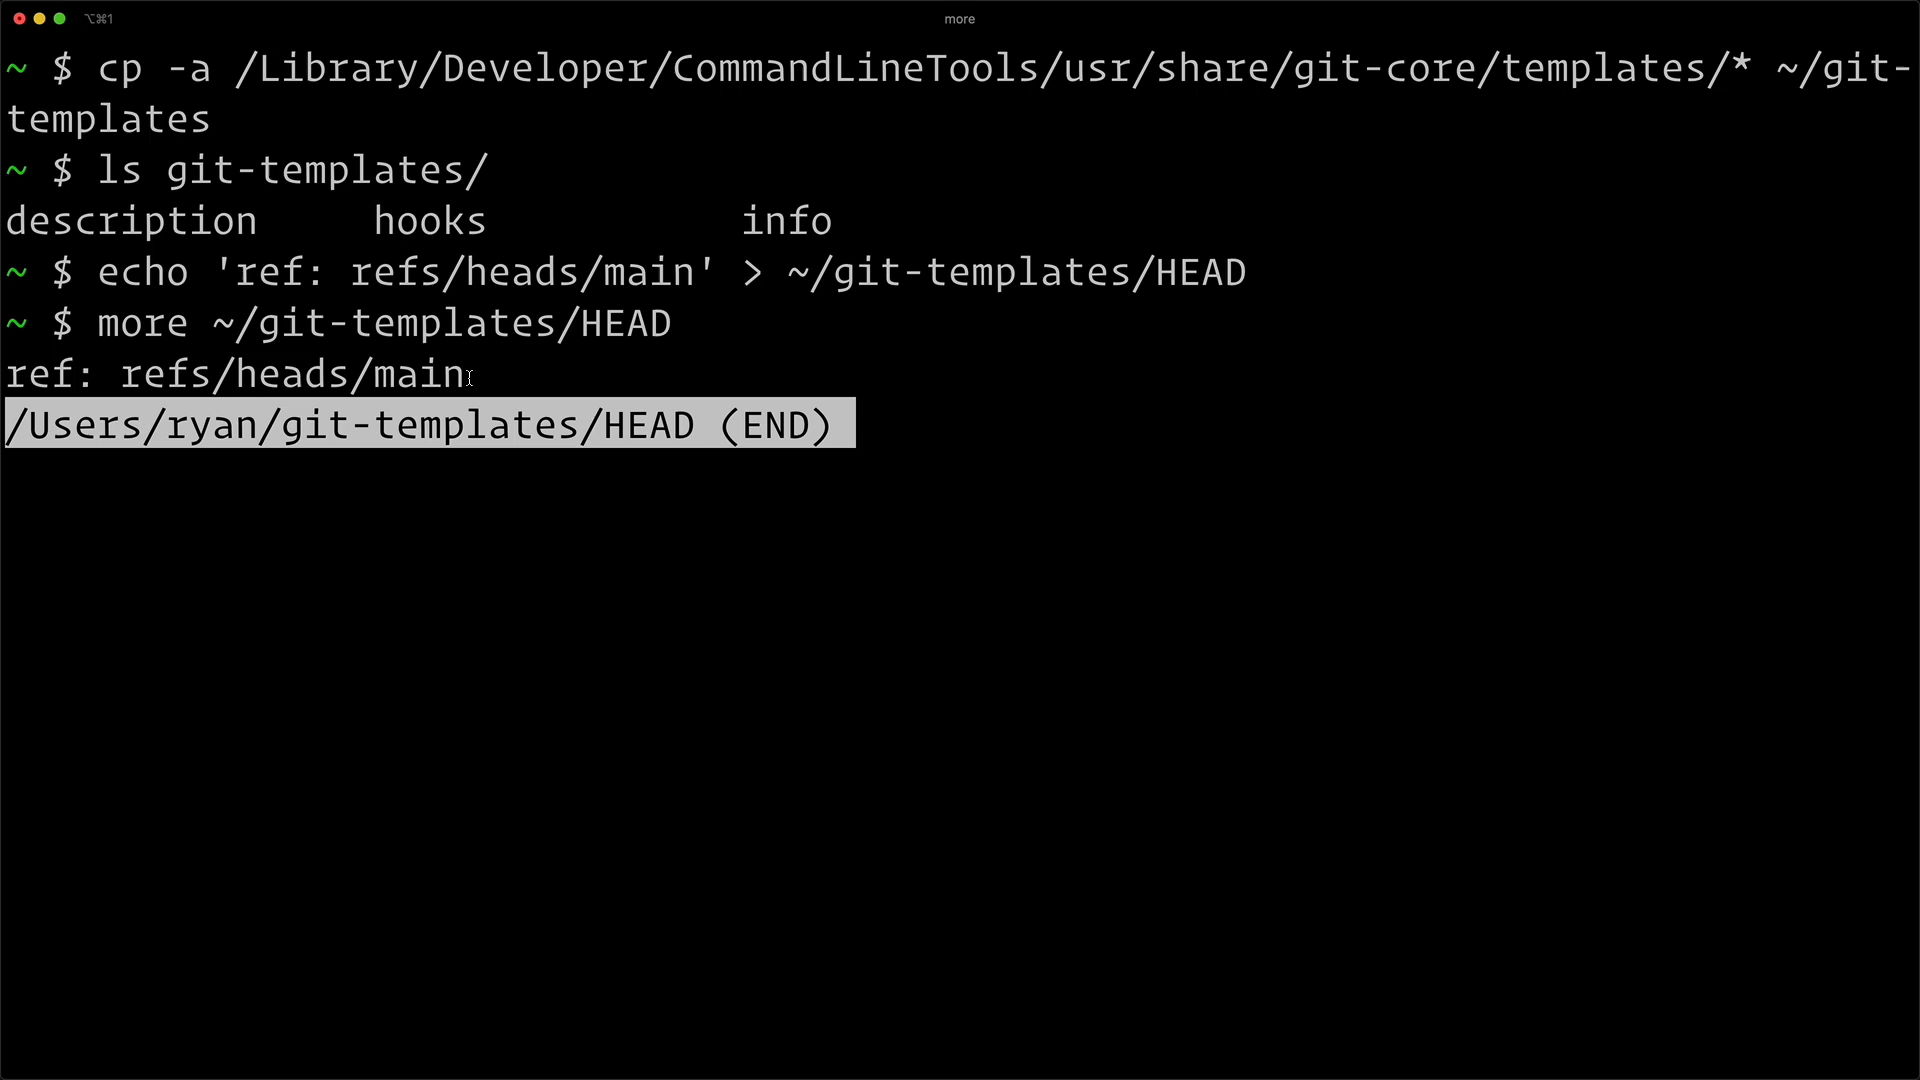 ⌥⌘1
more
~ $ cp -a /Library/Developer/CommandLineTools/usr/share/git-core/templates/* ~/git-
templates
~ $ ls git-templates/
description hooks info
~ $ echo 'ref: refs/heads/main' > ~/git-templates/HEAD
~ $ more ~/git-templates/HEAD
ref: refs/heads/main
/Users/ryan/git-templates/HEAD (END)